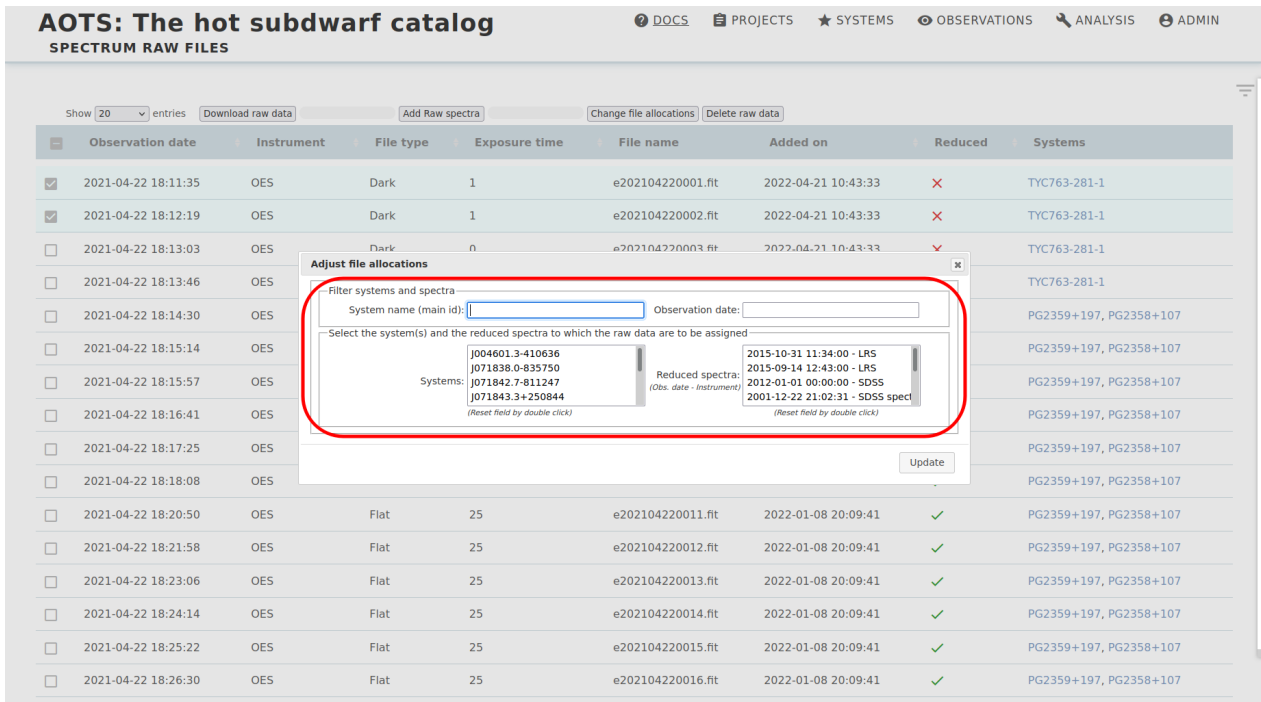 AOTS: The hot subdwarf catalog
DOCS PROJECTS SYSTEMS OBSERVATIONS ANALYSIS ADMIN
SPECTRUM RAW FILES
Show 20 entries Download raw data Add Raw spectra Change file allocations Delete raw data
Observation date Instrument File type Exposure time File name Added on Reduced Systems
2021-04-22 18:11:35 OES Dark 1 e202104220001.fit 2022-04-21 10:43:33 TYC763-281-1
2021-04-22 18:12:19 OES Dark 1 e202104220002.fit 2022-04-21 10:43:33 TYC763-281-1
2021-04-22 18:13:03 OES Dark 0 e202104220003.fit 2022-04-21 10:43:33 TYC763-281-1
2021-04-22 18:13:46 OES TYC763-281-1
2021-04-22 18:14:30 OES PG2359+197, PG2358+107
2021-04-22 18:15:14 OES PG2359+197, PG2358+107
2021-04-22 18:15:57 OES PG2359+197, PG2358+107
2021-04-22 18:16:41 OES PG2359+197, PG2358+107
2021-04-22 18:17:25 OES PG2359+197, PG2358+107
2021-04-22 18:18:08 OES PG2359+197, PG2358+107
Adjust file allocations
Filter systems and spectra
System name (main id): Observation date:
Select the system(s) and the reduced spectra to which the raw data are to be assigned
Systems:
J004601.3-410636
J071838.0-835750
J071842.7-811247
J071843.3+250844
(Reset field by double click)
Reduced spectra:
(Obs. date - Instrument)
2015-10-31 11:34:00 - LRS
2015-09-14 12:43:00 - LRS
2012-01-01 00:00:00 - SDSS
2001-12-22 21:02:31 - SDSS spect
(Reset field by double click)
Update
2021-04-22 18:20:50 OES Flat 25 e202104220011.fit 2022-01-08 20:09:41 PG2359+197, PG2358+107
2021-04-22 18:21:58 OES Flat 25 e202104220012.fit 2022-01-08 20:09:41 PG2359+197, PG2358+107
2021-04-22 18:23:06 OES Flat 25 e202104220013.fit 2022-01-08 20:09:41 PG2359+197, PG2358+107
2021-04-22 18:24:14 OES Flat 25 e202104220014.fit 2022-01-08 20:09:41 PG2359+197, PG2358+107
2021-04-22 18:25:22 OES Flat 25 e202104220015.fit 2022-01-08 20:09:41 PG2359+197, PG2358+107
2021-04-22 18:26:30 OES Flat 25 e202104220016.fit 2022-01-08 20:09:41 PG2359+197, PG2358+107